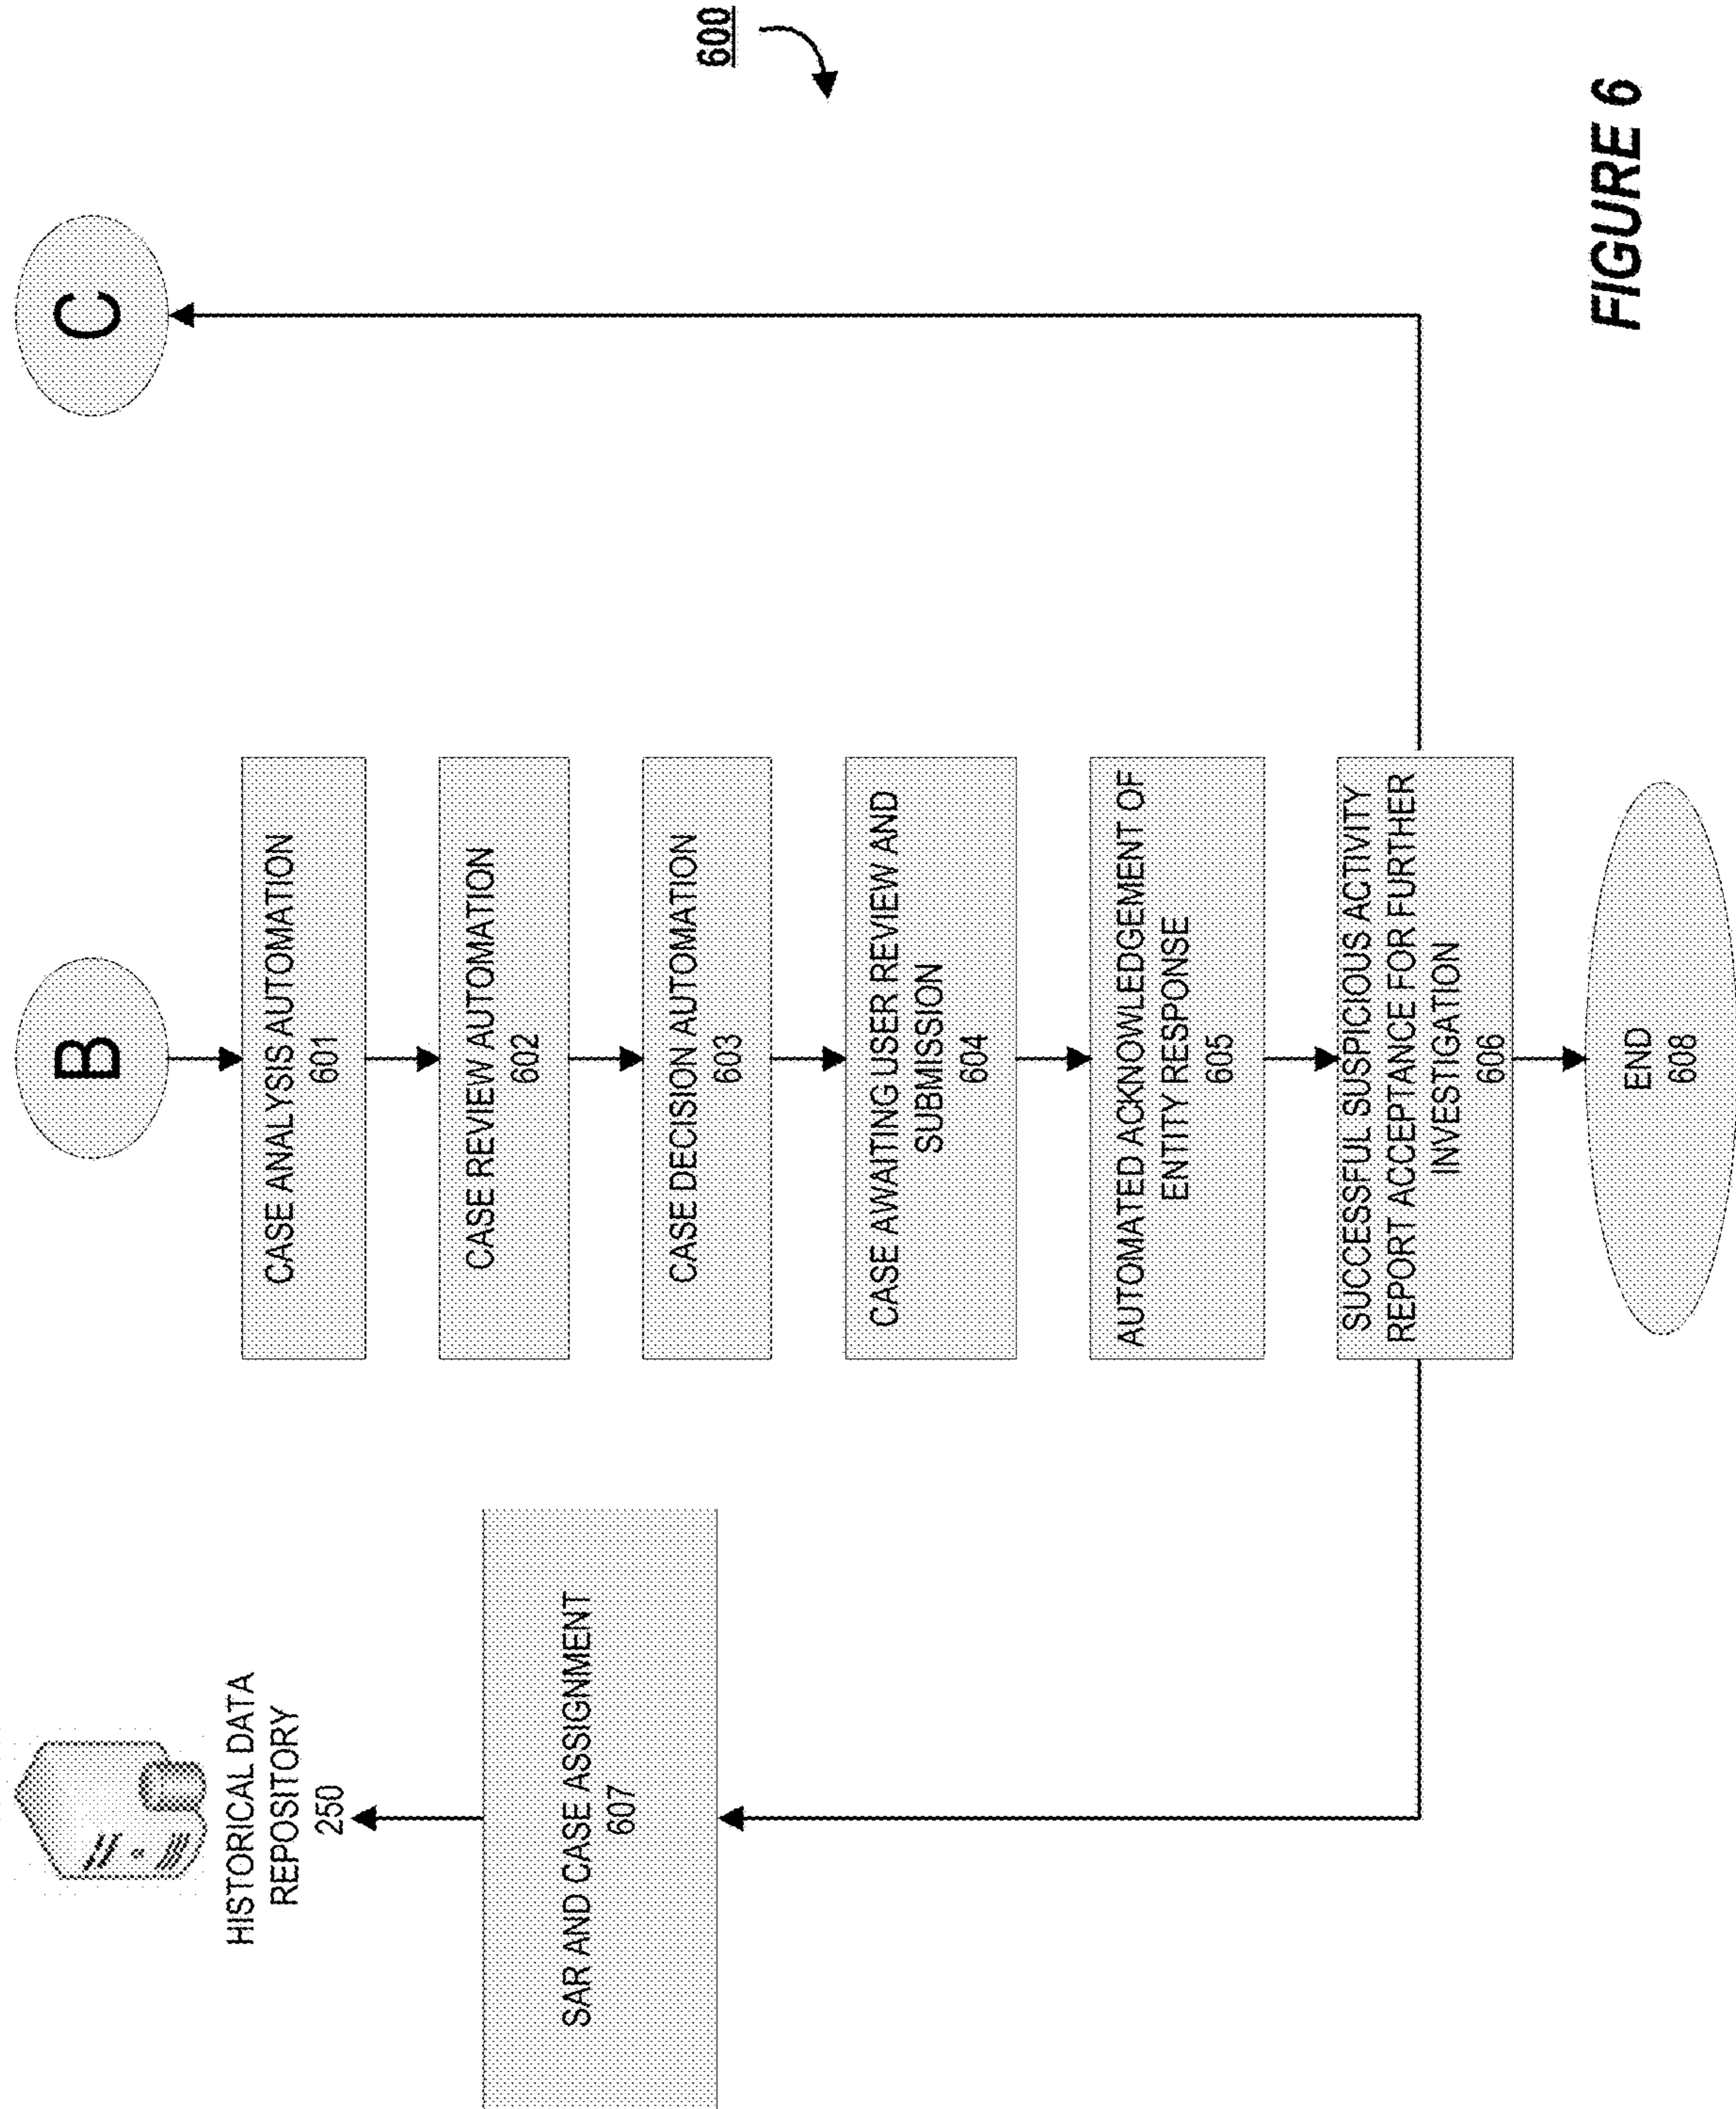 600
C
B
CASE ANALYSIS AUTOMATION
601
CASE REVIEW AUTOMATION
602
CASE DECISION AUTOMATION
603
CASE AWAITING USER REVIEW AND
SUBMISSION
604
AUTOMATED ACKNOWLEDGEMENT OF
ENTITY RESPONSE
605
SUCCESSFUL SUSPICIOUS ACTIVITY
REPORT ACCEPTANCE FOR FURTHER
INVESTIGATION
606
END
608
HISTORICAL DATA
REPOSITORY
250
SAR AND CASE ASSIGNMENT
607
FIGURE 6